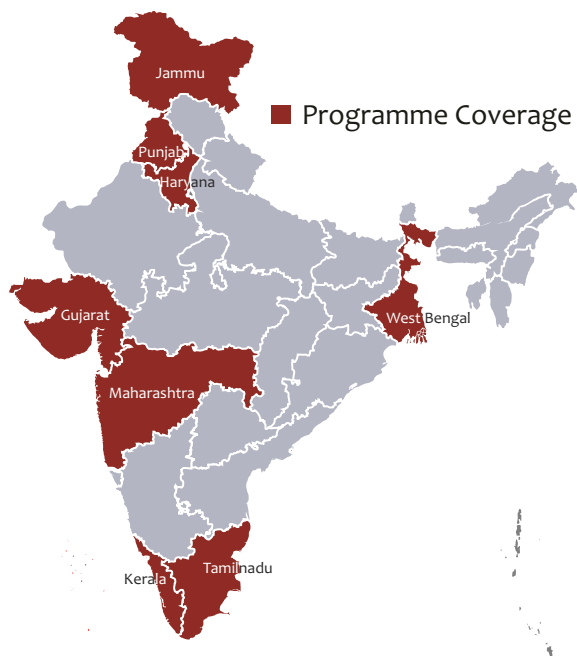 Jammu
Programme Coverage
Punjab
Haryana
Gujarat
West Bengal
Maharashtra
Kerala
Tamilnadu